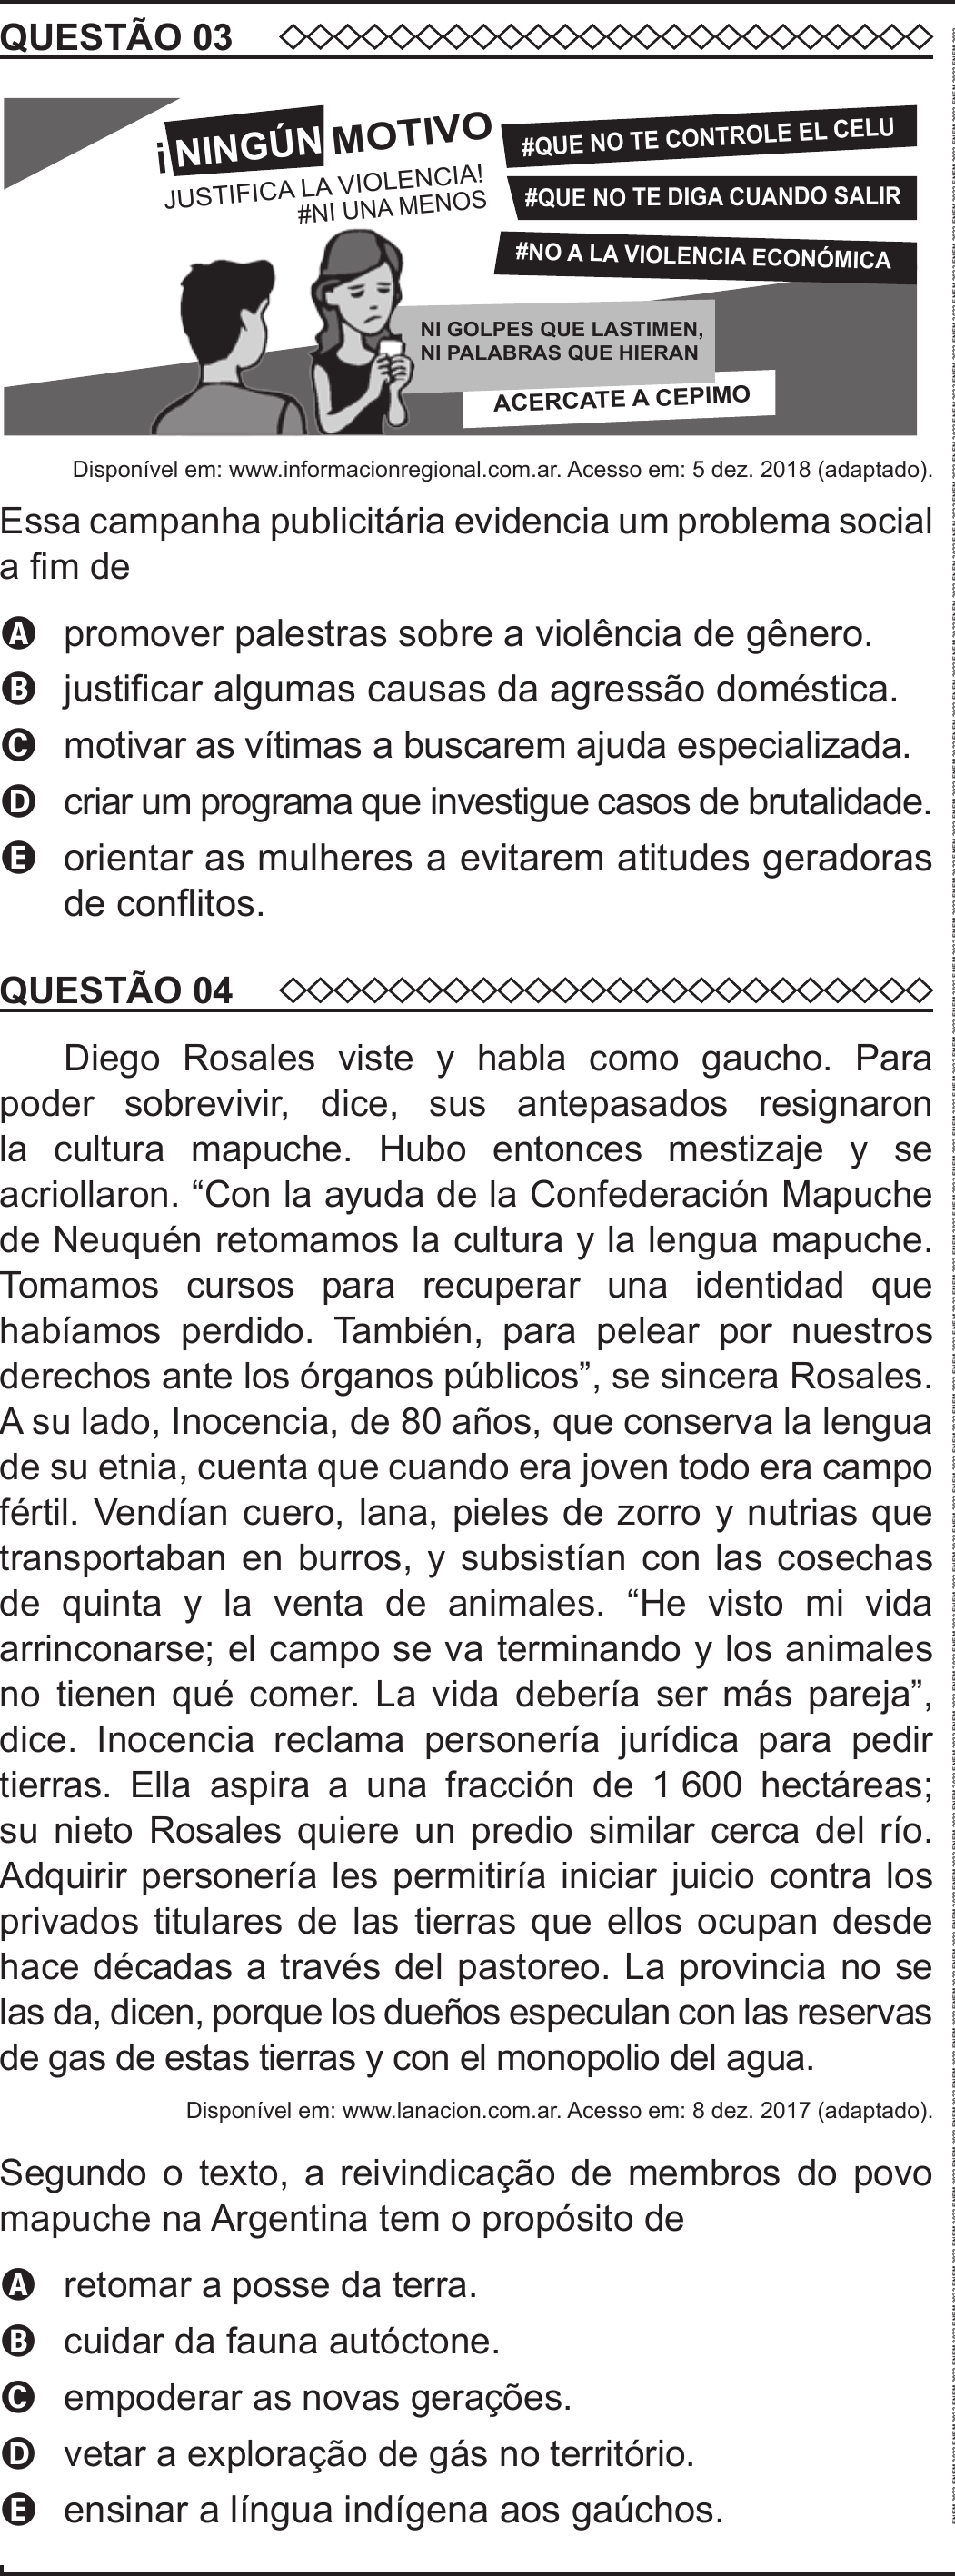 QUESTÃO 03
¡NINGÚN MOTIVO
JUSTIFICA LA VIOLENCIA!
#NI UNA MENOS
#QUE NO TE CONTROLE EL CELU
#QUE NO TE DIGA CUANDO SALIR
#NO A LA VIOLENCIA ECONÓMICA
NI GOLPES QUE LASTIMEN,
NI PALABRAS QUE HIERAN
ACERCATE A CEPIMO
Disponível em: www.informacionregional.com.ar. Acesso em: 5 dez. 2018 (adaptado).
Essa campanha publicitária evidencia um problema social
a fim de
A promover palestras sobre a violência de gênero.
B justificar algumas causas da agressão doméstica.
C motivar as vítimas a buscarem ajuda especializada.
D criar um programa que investigue casos de brutalidade.
E orientar as mulheres a evitarem atitudes geradoras
de conflitos.
QUESTÃO 04
Diego Rosales viste y habla como gaucho. Para
poder sobrevivir, dice, sus antepasados resignaron
la cultura mapuche. Hubo entonces mestizaje y se
acriollaron. “Con la ayuda de la Confederación Mapuche
de Neuquén retomamos la cultura y la lengua mapuche.
Tomamos cursos para recuperar una identidad que
habíamos perdido. También, para pelear por nuestros
derechos ante los órganos públicos”, se sincera Rosales.
A su lado, Inocencia, de 80 años, que conserva la lengua
de su etnia, cuenta que cuando era joven todo era campo
fértil. Vendían cuero, lana, pieles de zorro y nutrias que
transportaban en burros, y subsistían con las cosechas
de quinta y la venta de animales. “He visto mi vida
arrinconarse; el campo se va terminando y los animales
no tienen qué comer. La vida debería ser más pareja”,
dice. Inocencia reclama personería jurídica para pedir
tierras. Ella aspira a una fracción de 1 600 hectáreas;
su nieto Rosales quiere un predio similar cerca del río.
Adquirir personería les permitiría iniciar juicio contra los
privados titulares de las tierras que ellos ocupan desde
hace décadas a través del pastoreo. La provincia no se
las da, dicen, porque los dueños especulan con las reservas
de gas de estas tierras y con el monopolio del agua.
Disponível em: www.lanacion.com.ar. Acesso em: 8 dez. 2017 (adaptado).
Segundo o texto, a reivindicação de membros do povo
mapuche na Argentina tem o propósito de
A retomar a posse da terra.
B cuidar da fauna autóctone.
C empoderar as novas gerações.
D vetar a exploração de gás no território.
E ensinar a língua indígena aos gaúchos.